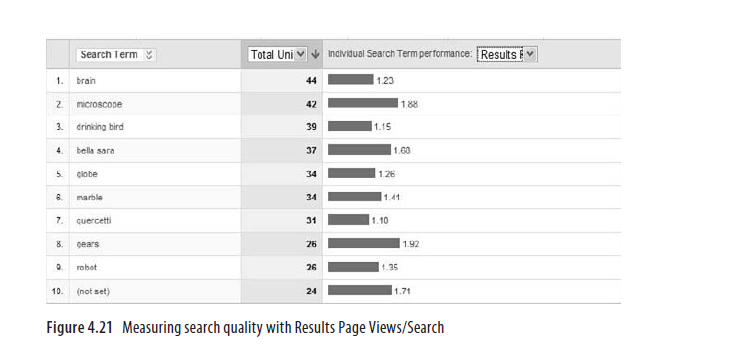 Search Term Total Uni Individual Search Term performance: Results P
1. brain 44 1.23
2. microscope 42 1.88
3. drinking bird 39 1.15
4. bella sara 37 1.68
5. globe 34 1.26
6. marble 34 1.41
7. quercetti 31 1.10
8. gears 26 1.92
9. robot 26 1.35
10. (not set) 24 1.71
Figure 4.21 Measuring search quality with Results Page Views/Search